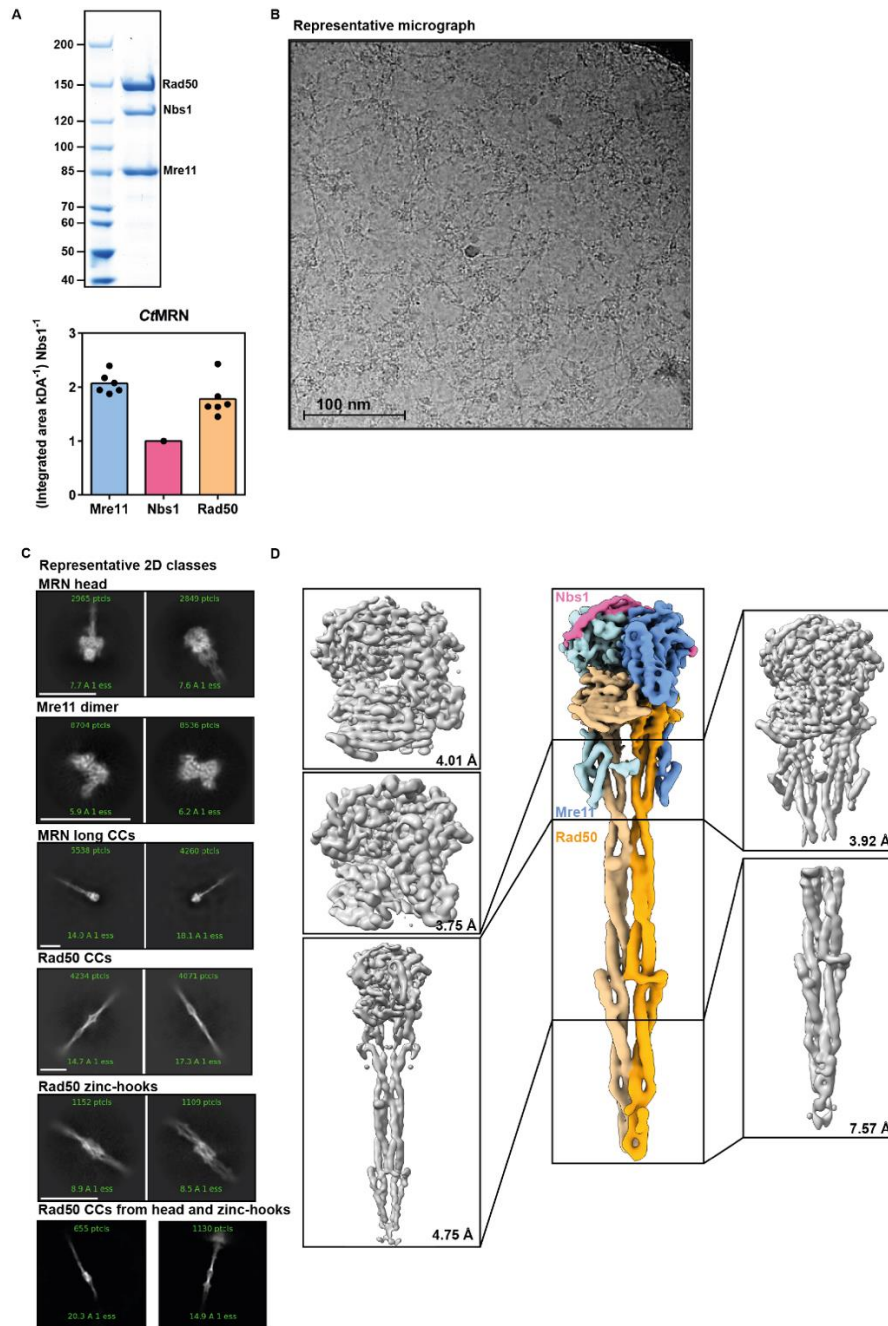 A
200
150
120
100
85
70
60
50
40
Rad50
Nbs1
Mre11
CtMRN
(Integrated area kDA⁻¹) Nbs1⁻¹
3
2
1
0
Mre11
Nbs1
Rad50
B
Representative micrograph
100 nm
C
Representative 2D classes
MRN head
2965 ptcls
2849 ptcls
7.7 A 1 ess
7.6 A 1 ess
Mre11 dimer
8704 ptcls
8536 ptcls
5.9 A 1 ess
6.2 A 1 ess
MRN long CCs
5538 ptcls
4260 ptcls
14.0 A 1 ess
18.1 A 1 ess
Rad50 CCs
4234 ptcls
4071 ptcls
14.7 A 1 ess
17.3 A 1 ess
Rad50 zinc-hooks
1152 ptcls
1109 ptcls
8.9 A 1 ess
8.5 A 1 ess
Rad50 CCs from head and zinc-hooks
655 ptcls
1130 ptcls
20.3 A 1 ess
14.9 A 1 ess
D
4.01 Å
3.75 Å
4.75 Å
Nbs1
Mre11
Rad50
3.92 Å
7.57 Å